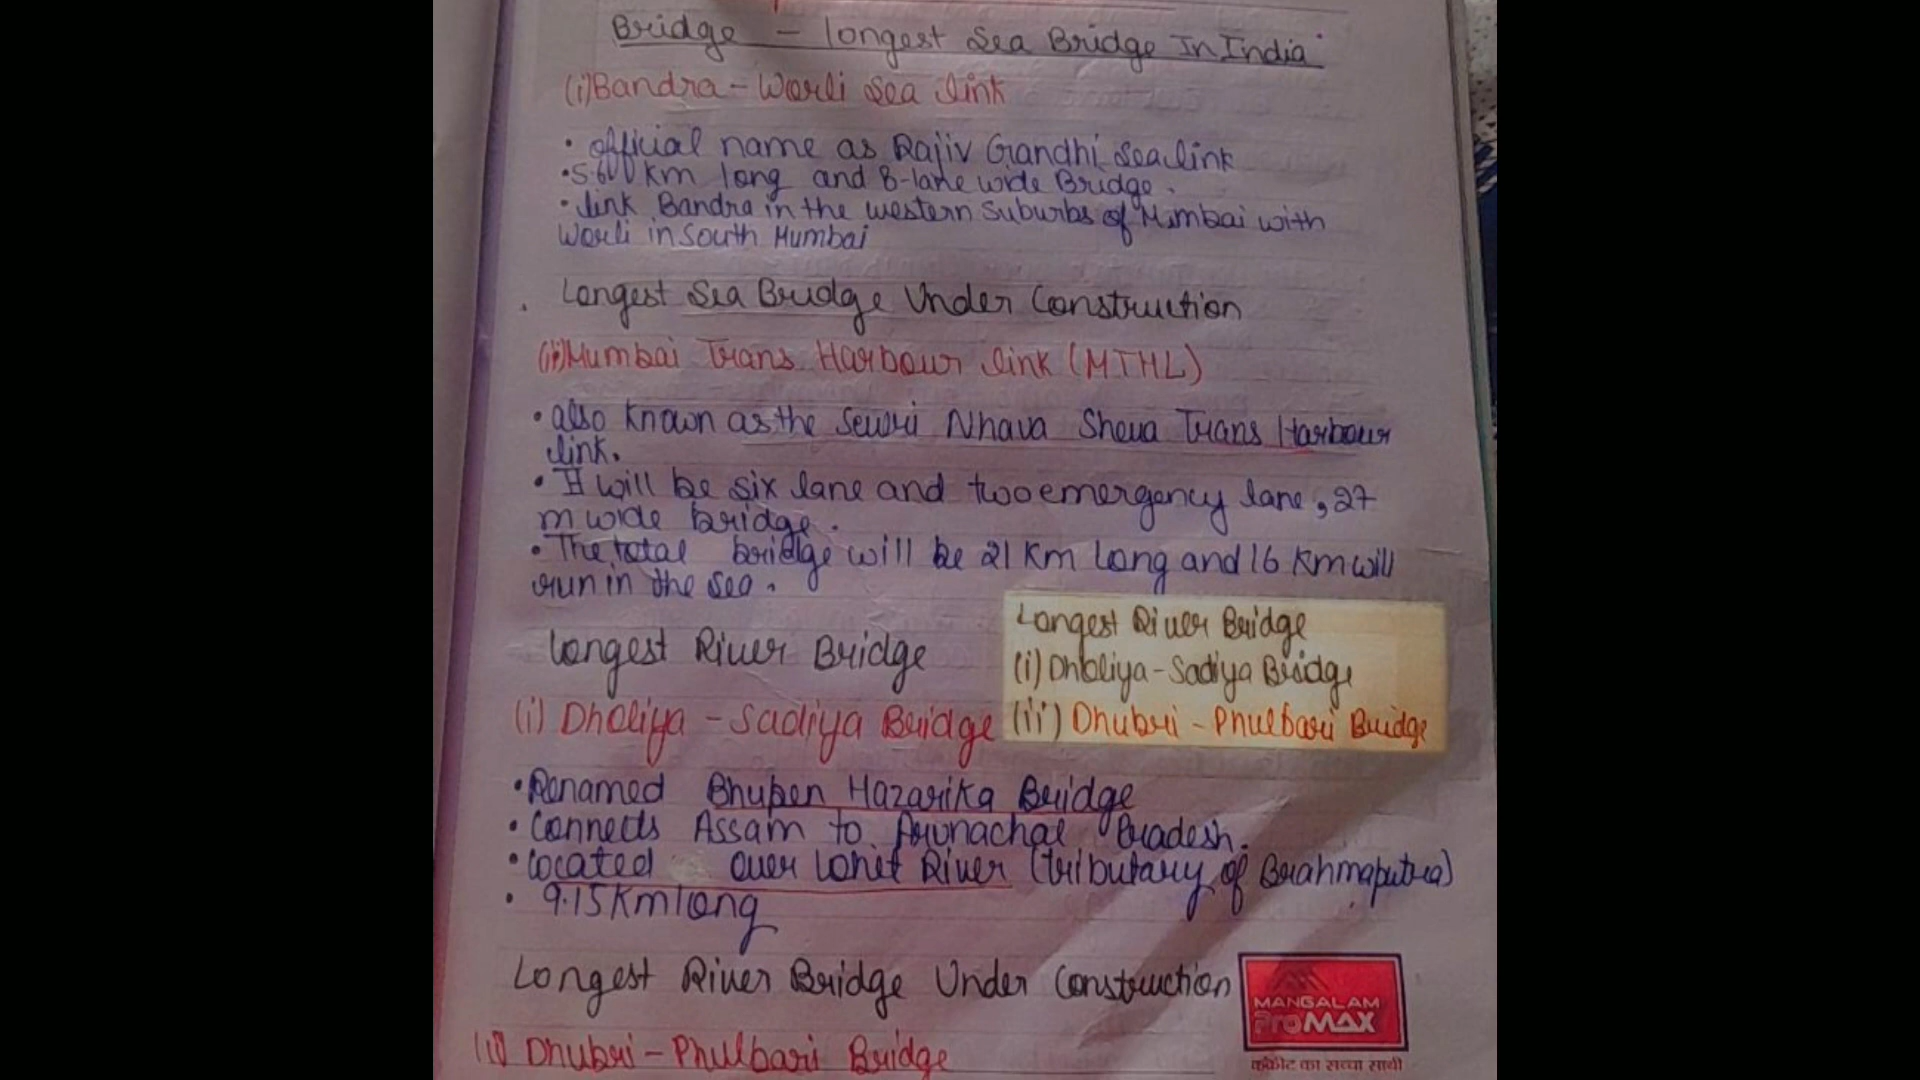 Bridge - longest Sea Bridge In India
(i) Bandra - Worli Sea link
• official name as Rajiv Gandhi Sea link
• 5.600 km long and 8-lane wide Bridge.
• link Bandra in the western Suburbs of Mumbai with
Worli in South Mumbai
Longest Sea Bridge Under Construction
(ii) Mumbai Trans Harbour link (MTHL)
• also known as the Sewri Nhava Sheva Trans Harbour
link.
• It will be six lane and two emergency lane, 27
m wide bridge.
• The total bridge will be 21 Km Long and 16 Km will
run in the sea.
Longest River Bridge
(i) Dholiya - Sadiya Bridge
Longest River Bridge
(i) Dholiya - Sadiya Bridge
(ii) Dhubri - Phulbari Bridge
• Renamed Bhupen Hazarika Bridge
• Connects Assam to Arunachal Pradesh.
• Located over Lohit River (tributary of Brahmaputra)
• 9.15 Km long
Longest River Bridge Under Construction
(ii) Dhubri - Phulbari Bridge
MANGALAM
ProMAX
कंक्रीट का सच्चा साथी